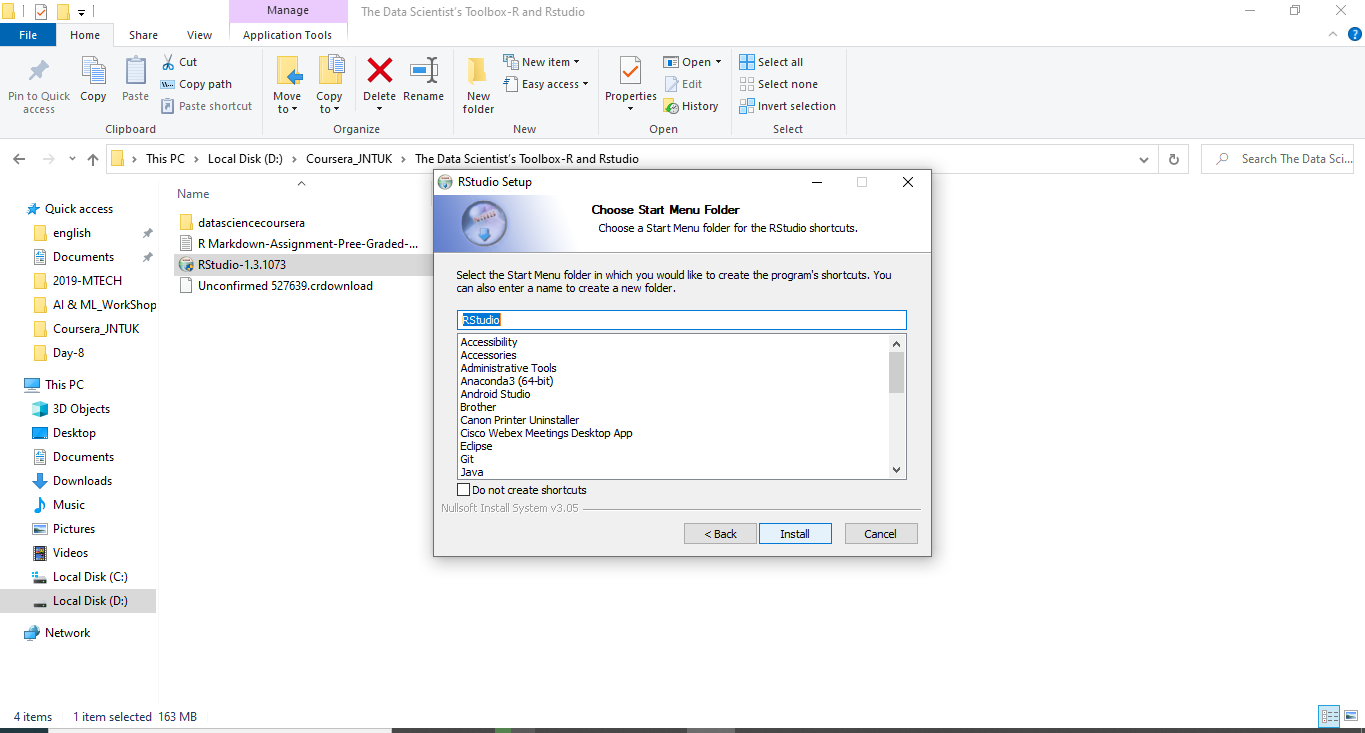 Manage
The Data Scientist's Toolbox-R and Rstudio
File
Home
Share
View
Application Tools
Pin to Quick access
Copy
Paste
Cut
Copy path
Paste shortcut
Clipboard
Move to
Copy to
Delete
Rename
Organize
New folder
New item
Easy access
New
Properties
Open
Edit
History
Open
Select all
Select none
Invert selection
Select
This PC > Local Disk (D:) > Coursera_JNTUK > The Data Scientist's Toolbox-R and Rstudio
Search The Data Sci...
Quick access
english
Documents
2019-MTECH
AI & ML_WorkShop
Coursera_JNTUK
Day-8
This PC
3D Objects
Desktop
Documents
Downloads
Music
Pictures
Videos
Local Disk (C:)
Local Disk (D:)
Network
Name
datasciencecoursera
R Markdown-Assignment-Pree-Graded-...
RStudio-1.3.1073
Unconfirmed 527639.crdownload
RStudio Setup
Choose Start Menu Folder
Choose a Start Menu folder for the RStudio shortcuts.
Select the Start Menu folder in which you would like to create the program's shortcuts. You
can also enter a name to create a new folder.
RStudio
Accessibility
Accessories
Administrative Tools
Anaconda3 (64-bit)
Android Studio
Brother
Canon Printer Uninstaller
Cisco Webex Meetings Desktop App
Eclipse
Git
Java
Do not create shortcuts
Nullsoft Install System v3.05
< Back
Install
Cancel
4 items
1 item selected 163 MB